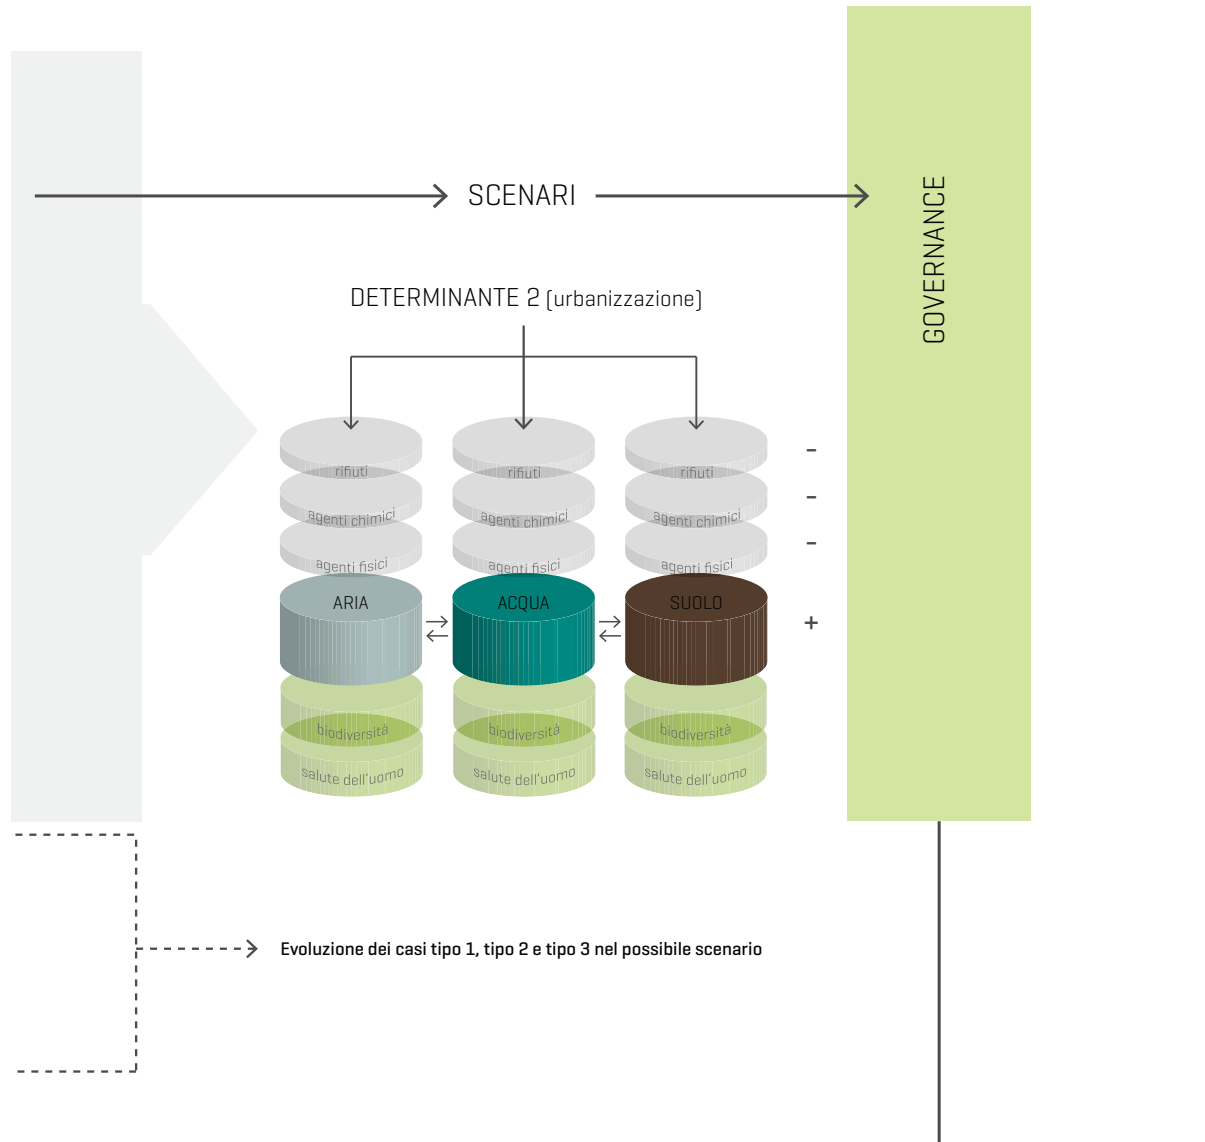 SCENARI
GOVERNANCE
DETERMINANTE 2 (urbanizzazione)
rifiuti
rifiuti
rifiuti
-
agenti chimici
agenti chimici
agenti chimici
-
agenti fisici
agenti fisici
agenti fisici
-
ARIA
ACQUA
SUOLO
+
biodiversità
biodiversità
biodiversità
salute dell'uomo
salute dell'uomo
salute dell'uomo
Evoluzione dei casi tipo 1, tipo 2 e tipo 3 nel possibile scenario